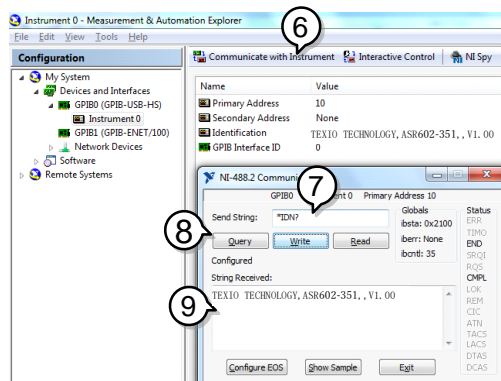 Instrument 0 - Measurement & Automation Explorer
File Edit View Tools Help
6
Configuration
Communicate with Instrument Interactive Control NI Spy
My System
Devices and Interfaces
GPIB0 (GPIB-USB-HS)
Instrument 0
GPIB1 (GPIB-ENET/100)
Network Devices
Software
Remote Systems
Name Value
Primary Address 10
Secondary Address None
Identification TEXIO TECHNOLOGY,ASR602-351,,V1.00
GPIB Interface ID 0
NI-488.2
7
GPIB0 0 Primary Address 10
Send String: *IDN?
8
Query Write Read
Configured
String Received:
9
TEXIO TECHNOLOGY,ASR602-351,,V1.00
Configure EOS Show Sample Exit
Globals
ibsta: 0x2100
iberr: None
ibcntl: 35
Status
ERR
TIMO
END
SRQI
RQS
CMPL
LOK
REM
CIC
ATN
TACS
LACS
DTAS
DCAS